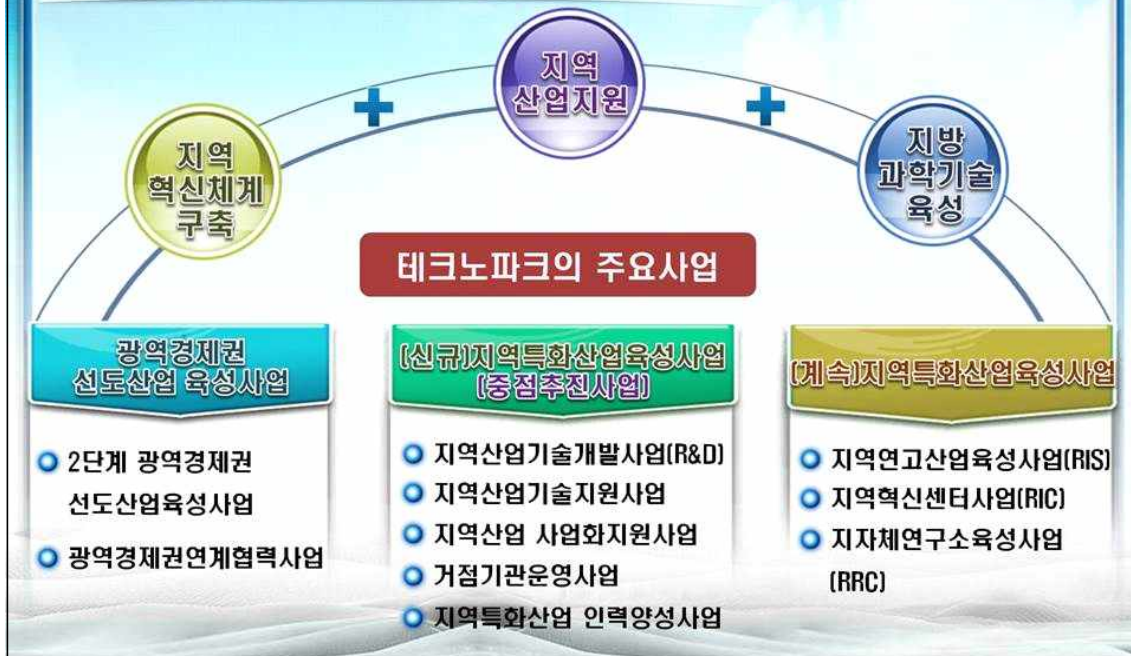 지역
산업지원
+
+
지역
혁신체계
구축
지방
과학기술
육성
테크노파크의 주요사업
광역경제권
선도산업 육성사업
2단계 광역경제권
선도산업육성사업
광역경제권연계협력사업
(신규)지역특화산업육성사업
(중점추진사업)
지역산업기술개발사업(R&D)
지역산업기술지원사업
지역산업 사업화지원사업
거점기관운영사업
지역특화산업 인력양성사업
(계속)지역특화산업육성사업
지역연고산업육성사업(RIS)
지역혁신센터사업(RIC)
지자체연구소육성사업
(RRC)